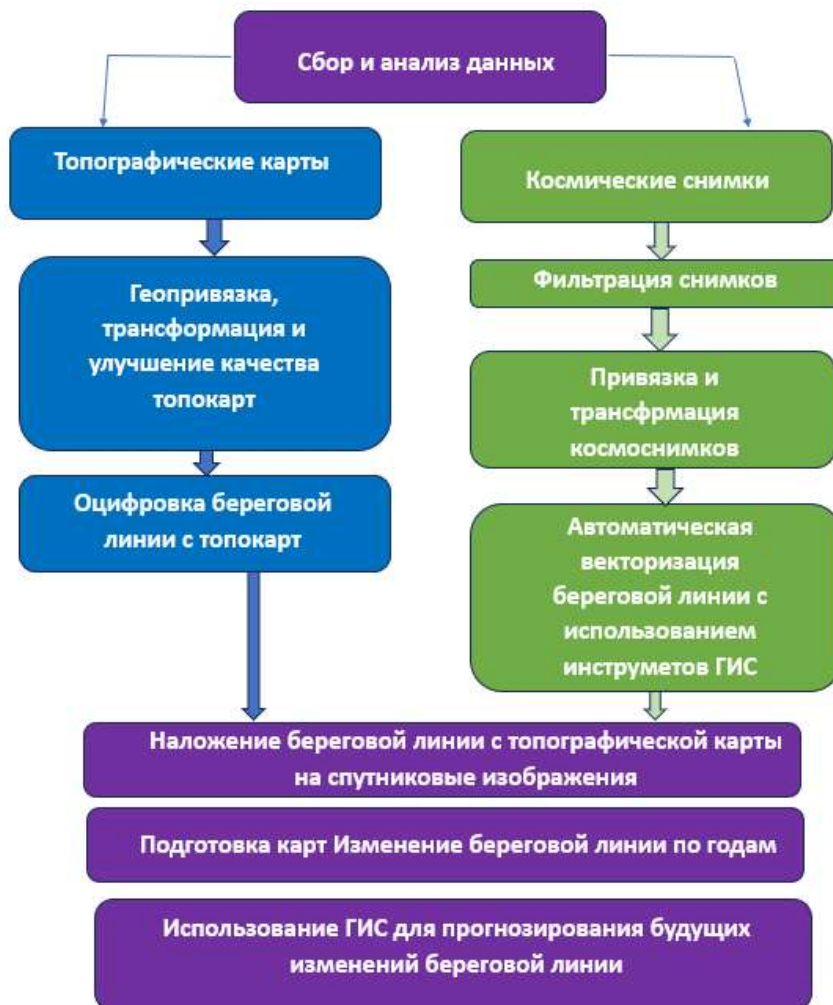 Сбор и анализ данных
Топографические карты
Геопривязка,
трансформация и
улучшение качества
топокарт
Оцифровка береговой
линии с топокарт
Космические снимки
Фильтрация снимков
Привязка и
трансфрмация
космоснимков
Автоматическая
векторизация
береговой линии с
использованием
инструметов ГИС
Наложение береговой линии с топографической карты
на спутниковые изображения
Подготовка карт Изменение береговой линии по годам
Использование ГИС для прогнозирования будущих
изменений береговой линии